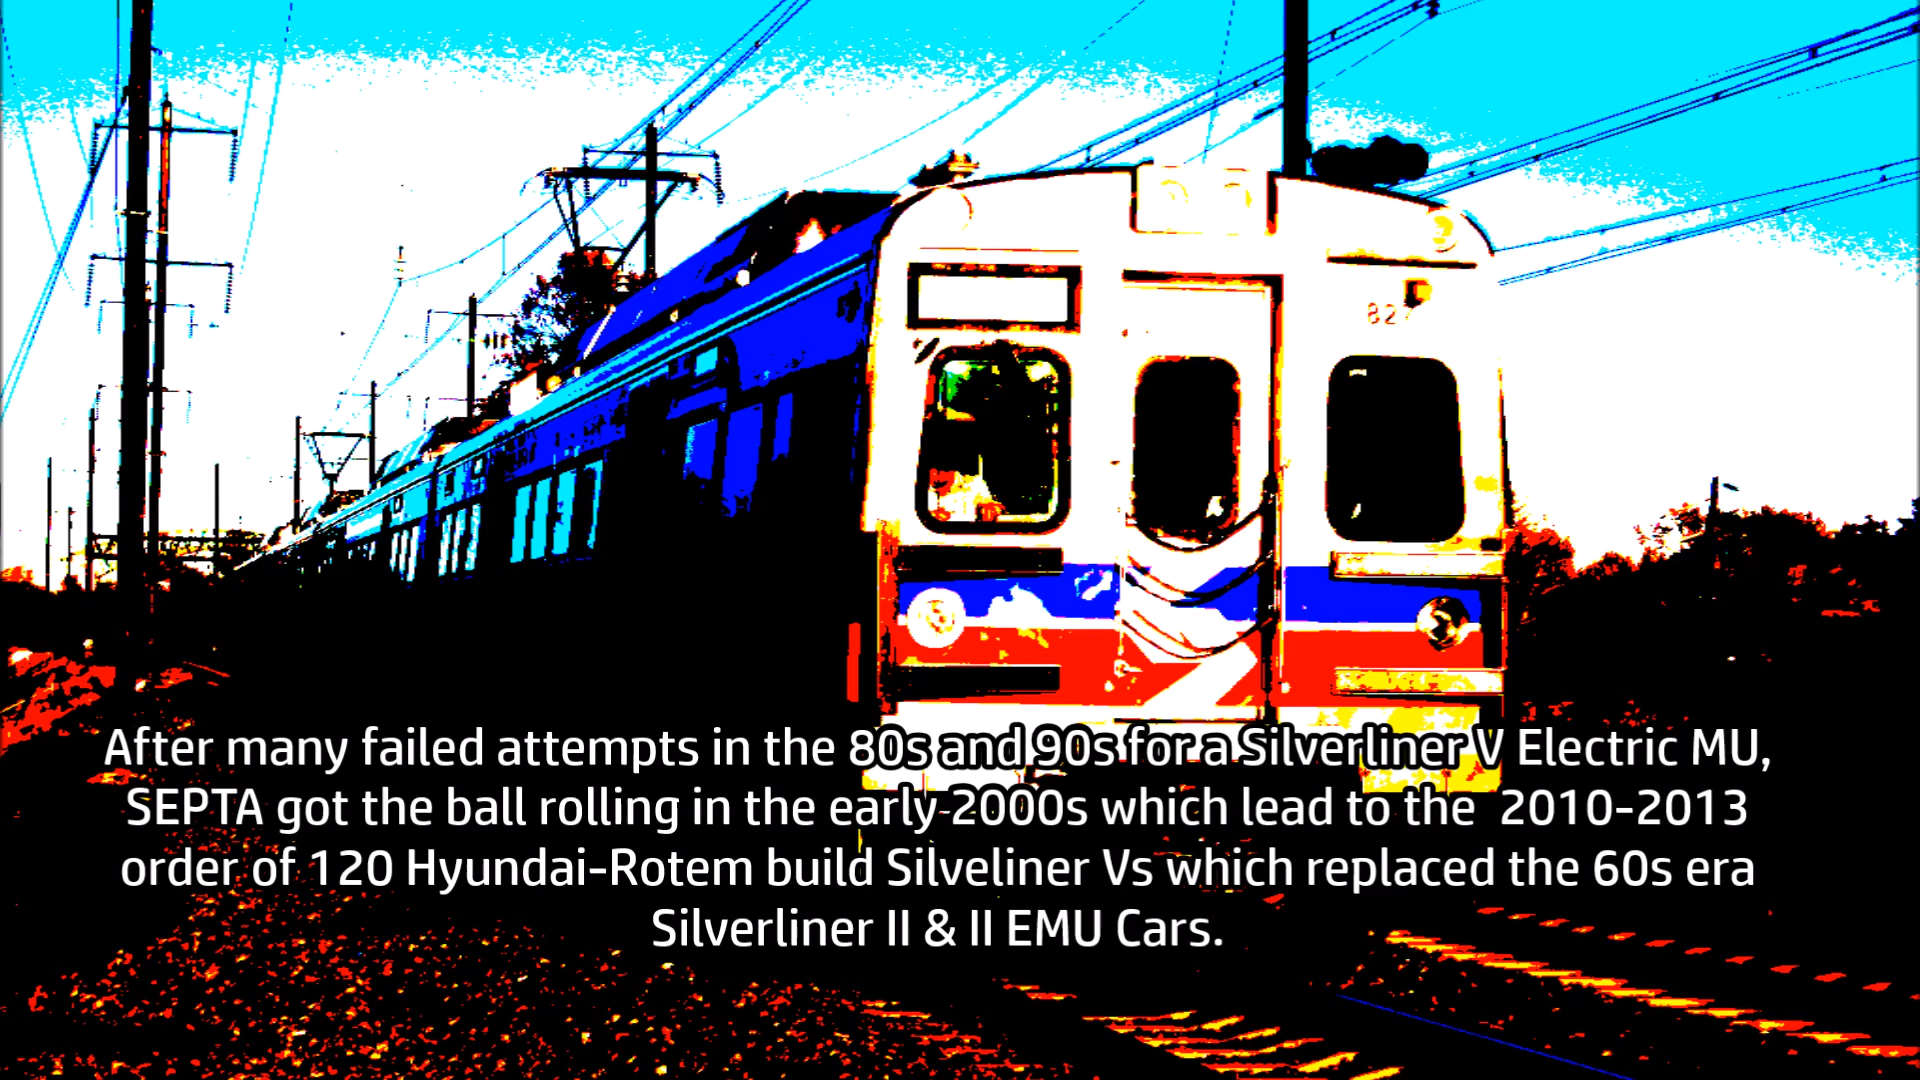 82
After many failed attempts in the 80s and 90s for a Silverliner V Electric MU,
SEPTA got the ball rolling in the early 2000s which lead to the 2010-2013
order of 120 Hyundai-Rotem build Silveliner Vs which replaced the 60s era
Silverliner II & II EMU Cars.